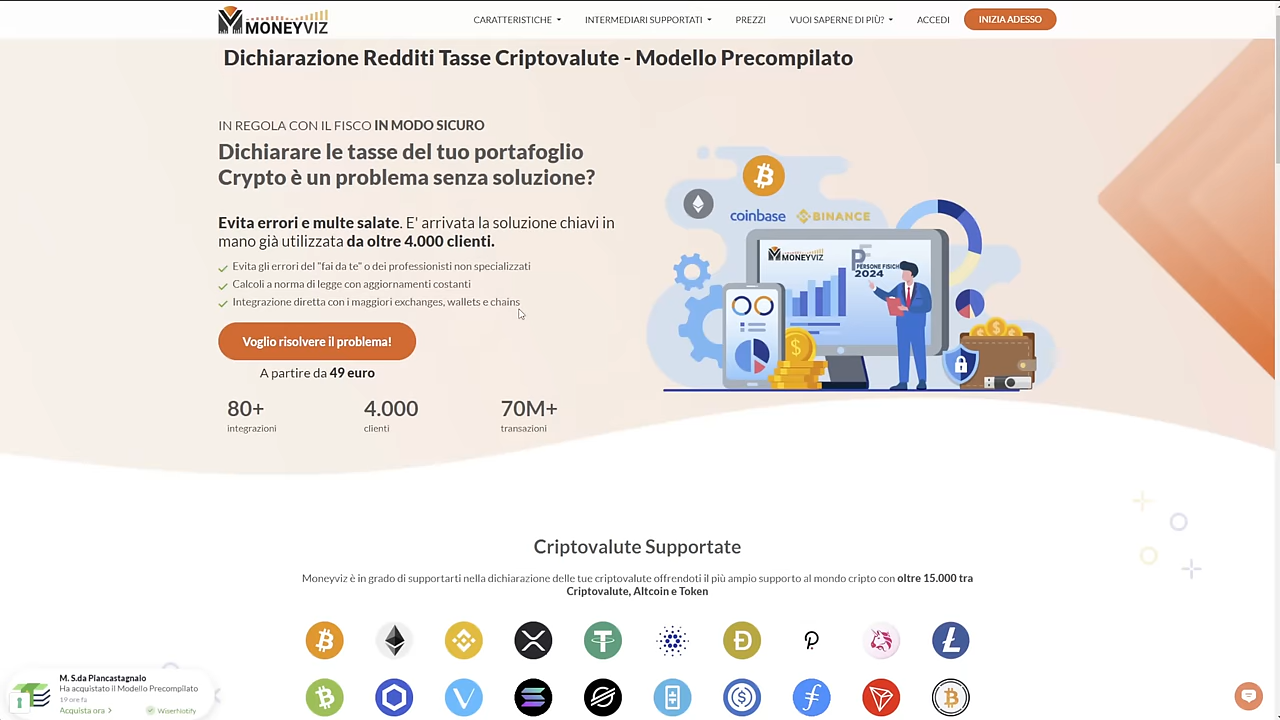 MONEYVIZ
CARATTERISTICHE
INTERMEDIARI SUPPORTATI
PREZZI
VUOI SAPERNE DI PIÙ?
ACCEDI
INIZIA ADESSO
Dichiarazione Redditi Tasse Criptovalute - Modello Precompilato
IN REGOLA CON IL FISCO IN MODO SICURO
Dichiarare le tasse del tuo portafoglio
Crypto è un problema senza soluzione?
Evita errori e multe salate. E' arrivata la soluzione chiavi in
mano già utilizzata da oltre 4.000 clienti.
Evita gli errori del "fai da te" o dei professionisti non specializzati
Calcoli a norma di legge con aggiornamenti costanti
Integrazione diretta con i maggiori exchanges, wallets e chains
Voglio risolvere il problema!
A partire da 49 euro
80+
integrazioni
4.000
clienti
70M+
transazioni
coinbase
BINANCE
MONEYVIZ
PF
PERSONE FISICHE
2024
Criptovalute Supportate
Moneyviz è in grado di supportarti nella dichiarazione delle tue criptovalute offrendoti il più ampio supporto al mondo cripto con oltre 15.000 tra
Criptovalute, Altcoin e Token
M. S.da Piancastagnaio
Ha acquistato il Modello Precompilato
19 ore fa
Acquista ora
WiserNotify